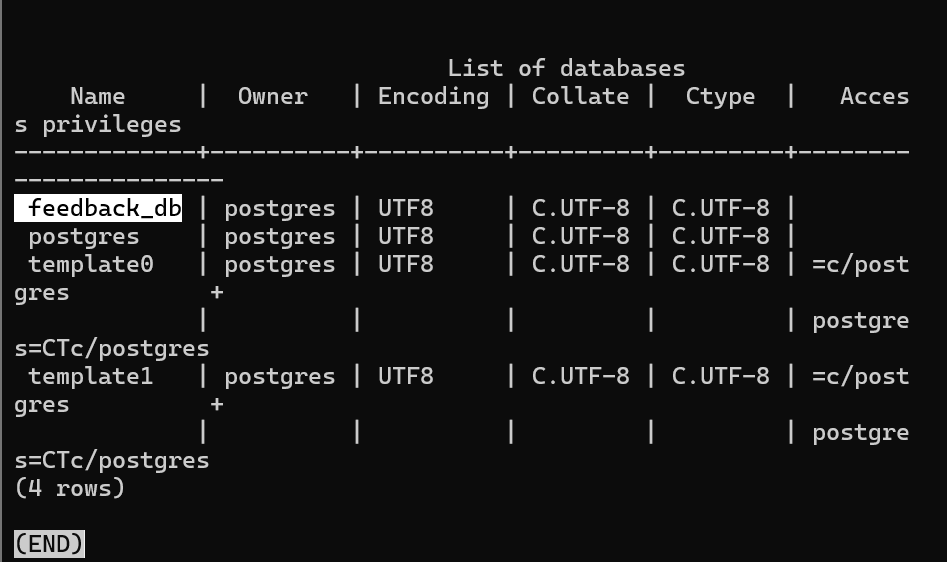 List of databases
Name | Owner | Encoding | Collate | Ctype | Acces
s privileges
-------------+----------+----------+---------+---------+--------
---------------
feedback_db | postgres | UTF8 | C.UTF-8 | C.UTF-8 |
postgres | postgres | UTF8 | C.UTF-8 | C.UTF-8 |
template0 | postgres | UTF8 | C.UTF-8 | C.UTF-8 | =c/post
gres +
| | | | | postgre
s=CTc/postgres
template1 | postgres | UTF8 | C.UTF-8 | C.UTF-8 | =c/post
gres +
| | | | | postgre
s=CTc/postgres
(4 rows)
(END)